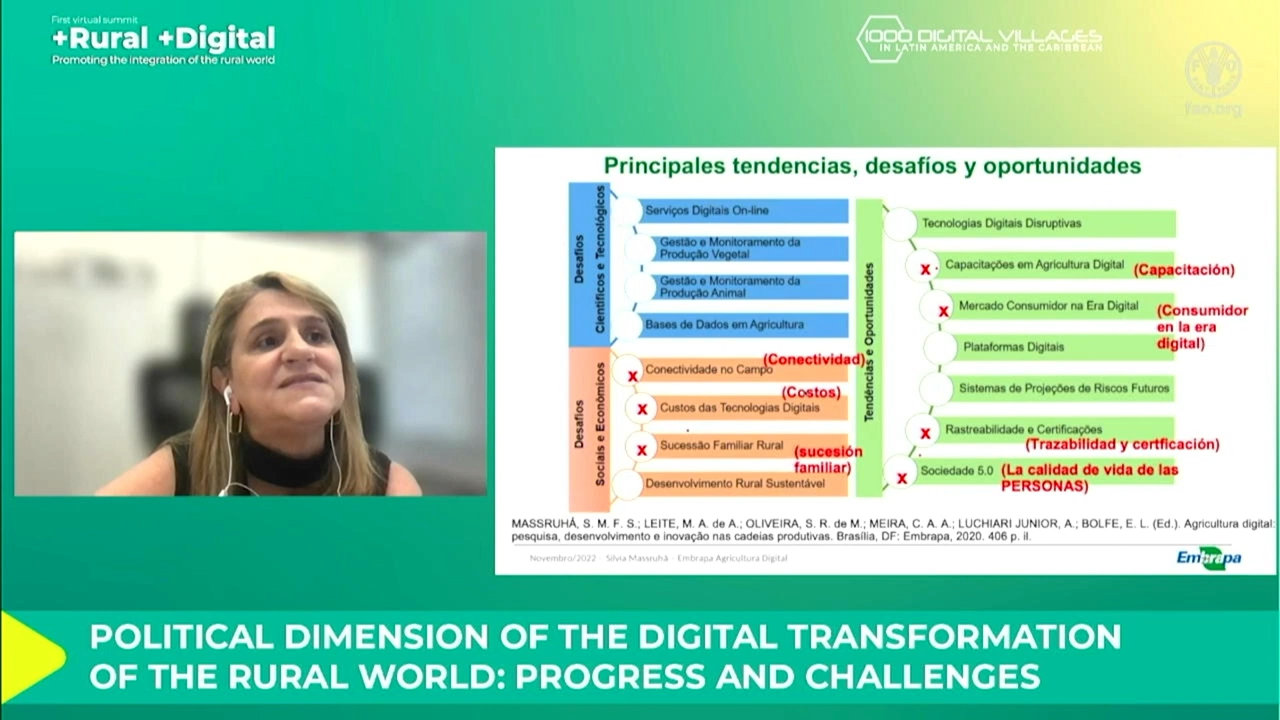 First virtual summit
+Rural +Digital
Promoting the integration of the rural world
1000 DIGITAL VILLAGES
IN LATIN AMERICA AND THE CARIBBEAN
fao.org
Principales tendencias, desafíos y oportunidades
Desafios
Científicos e Tecnológicos
Serviços Digitais On-line
Gestão e Monitoramento da
Produção Vegetal
Gestão e Monitoramento da
Produção Animal
Bases de Dados em Agricultura
Desafios
Sociais e Econômicos
(Conectividad)
x Conectividade no Campo
(Costos)
x Custos das Tecnologias Digitais
x Sucessão Familiar Rural
(sucesión
familiar)
Desenvolvimento Rural Sustentável
Tendências e Oportunidades
Tecnologias Digitais Disruptivas
x Capacitações em Agricultura Digital (Capacitación)
x Mercado Consumidor na Era Digital
(Consumidor
en la era
digital)
Plataformas Digitais
Sistemas de Projeções de Riscos Futuros
x Rastreabilidade e Certificações
(Trazabilidad y certficación)
x Sociedade 5.0 (La calidad de vida de las
PERSONAS)
MASSRUHÁ, S. M. F. S.; LEITE, M. A. de A.; OLIVEIRA, S. R. de M.; MEIRA, C. A. A.; LUCHIARI JUNIOR, A.; BOLFE, E. L. (Ed.). Agricultura digital:
pesquisa, desenvolvimento e inovação nas cadeias produtivas. Brasília, DF: Embrapa, 2020. 406 p. il.
Novembro/2022 - Silvia Massruhá - Embrapa Agricultura Digital
Embrapa
POLITICAL DIMENSION OF THE DIGITAL TRANSFORMATION
OF THE RURAL WORLD: PROGRESS AND CHALLENGES